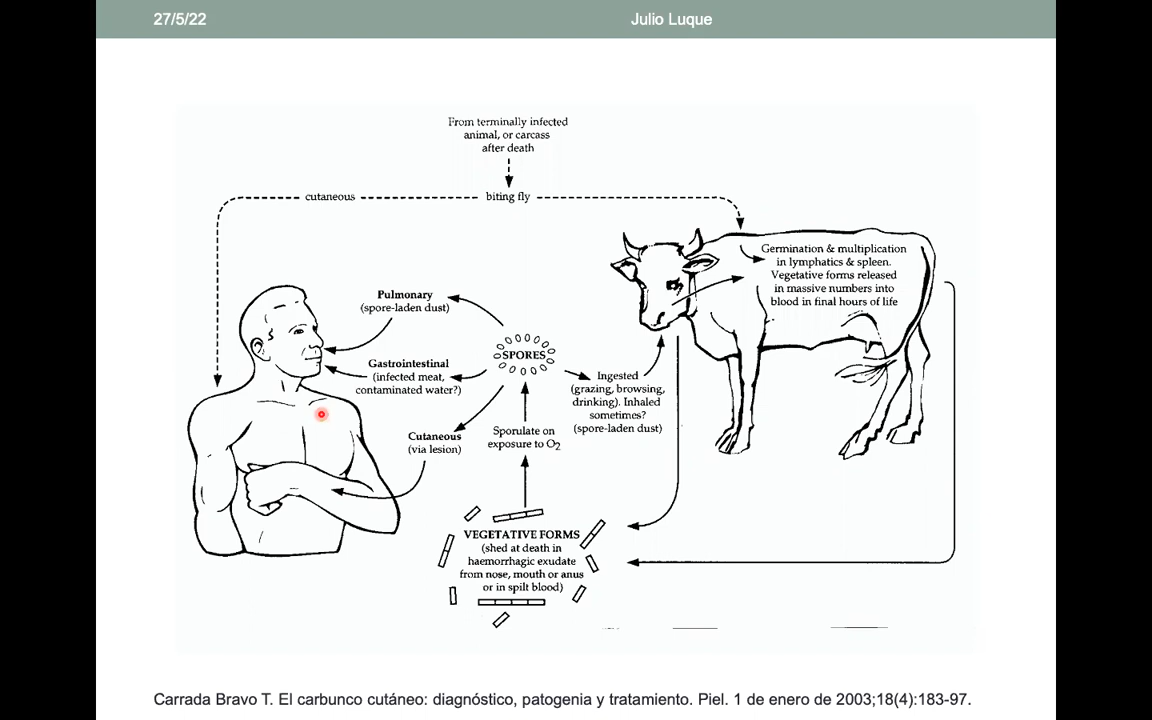 27/5/22
Julio Luque
From terminally infected
animal, or carcass
after death
cutaneous
biting fly
Germination & multiplication
in lymphatics & spleen.
Vegetative forms released
in massive numbers into
blood in final hours of life
Pulmonary
(spore-laden dust)
SPORES
Gastrointestinal
(infected meat,
contaminated water?)
Ingested
(grazing, browsing,
drinking). Inhaled
sometimes?
(spore-laden dust)
Cutaneous
(via lesion)
Sporulate on
exposure to O2
VEGETATIVE FORMS
(shed at death in
haemorrhagic exudate
from nose, mouth or anus
or in spilt blood)
Carrada Bravo T. El carbunco cutáneo: diagnóstico, patogenia y tratamiento. Piel. 1 de enero de 2003;18(4):183-97.